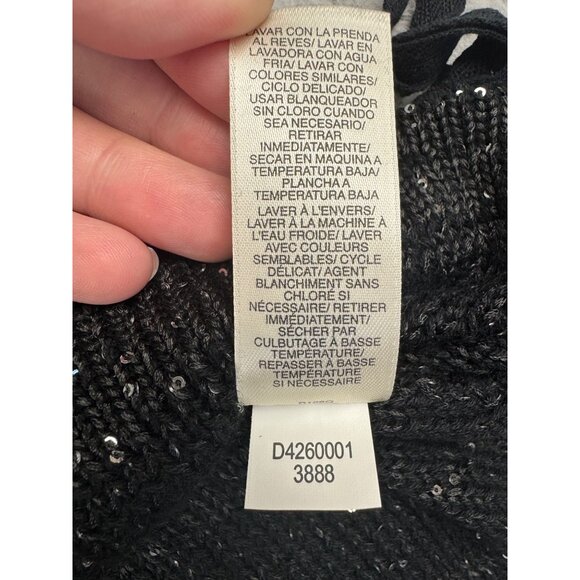 LAVAR CON LA PRENDA
AL REVES/ LAVAR EN
LAVADORA CON AGUA
FRIA/ LAVAR CON
COLORES SIMILARES/
CICLO DELICADO/
USAR BLANQUEADOR
SIN CLORO CUANDO
SEA NECESARIO/
RETIRAR
INMEDIATAMENTE/
SECAR EN MAQUINA A
TEMPERATURA BAJA/
PLANCHA A
TEMPERATURA BAJA
LAVER À L'ENVERS/
LAVER À LA MACHINE À
L'EAU FROIDE/ LAVER
AVEC COULEURS
SEMBLABLES/ CYCLE
DÉLICAT/ AGENT
BLANCHIMENT SANS
CHLORÉ SI
NÉCESSAIRE/ RETIRER
IMMÉDIATEMENT/
SÉCHER PAR
CULBUTAGE À BASSE
TEMPÉRATURE/
REPASSER À BASSE
TEMPÉRATURE
SI NÉCESSAIRE
D4260001
3888